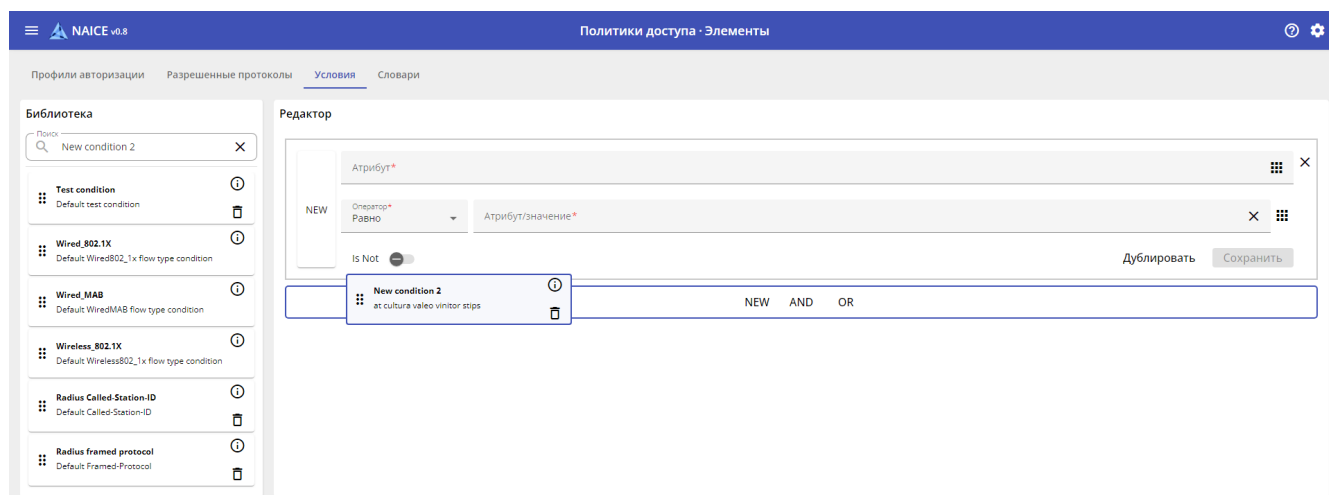 NAICE v0.8
Политики доступа · Элементы
Профили авторизации Разрешенные протоколы Условия Словари
Библиотека
Поиск
New condition 2
Test condition
Default test condition
Wired_802.1X
Default Wired802_1x flow type condition
Wired_MAB
Default WiredMAB flow type condition
Wireless_802.1X
Default Wireless802_1x flow type condition
Radius Called-Station-ID
Default Called-Station-ID
Radius framed protocol
Default Framed-Protocol
Редактор
NEW
Атрибут*
Оператор*
Равно
Атрибут/значение*
Is Not
Дублировать Сохранить
New condition 2
at cultura valeo vinitor stips
NEW AND OR